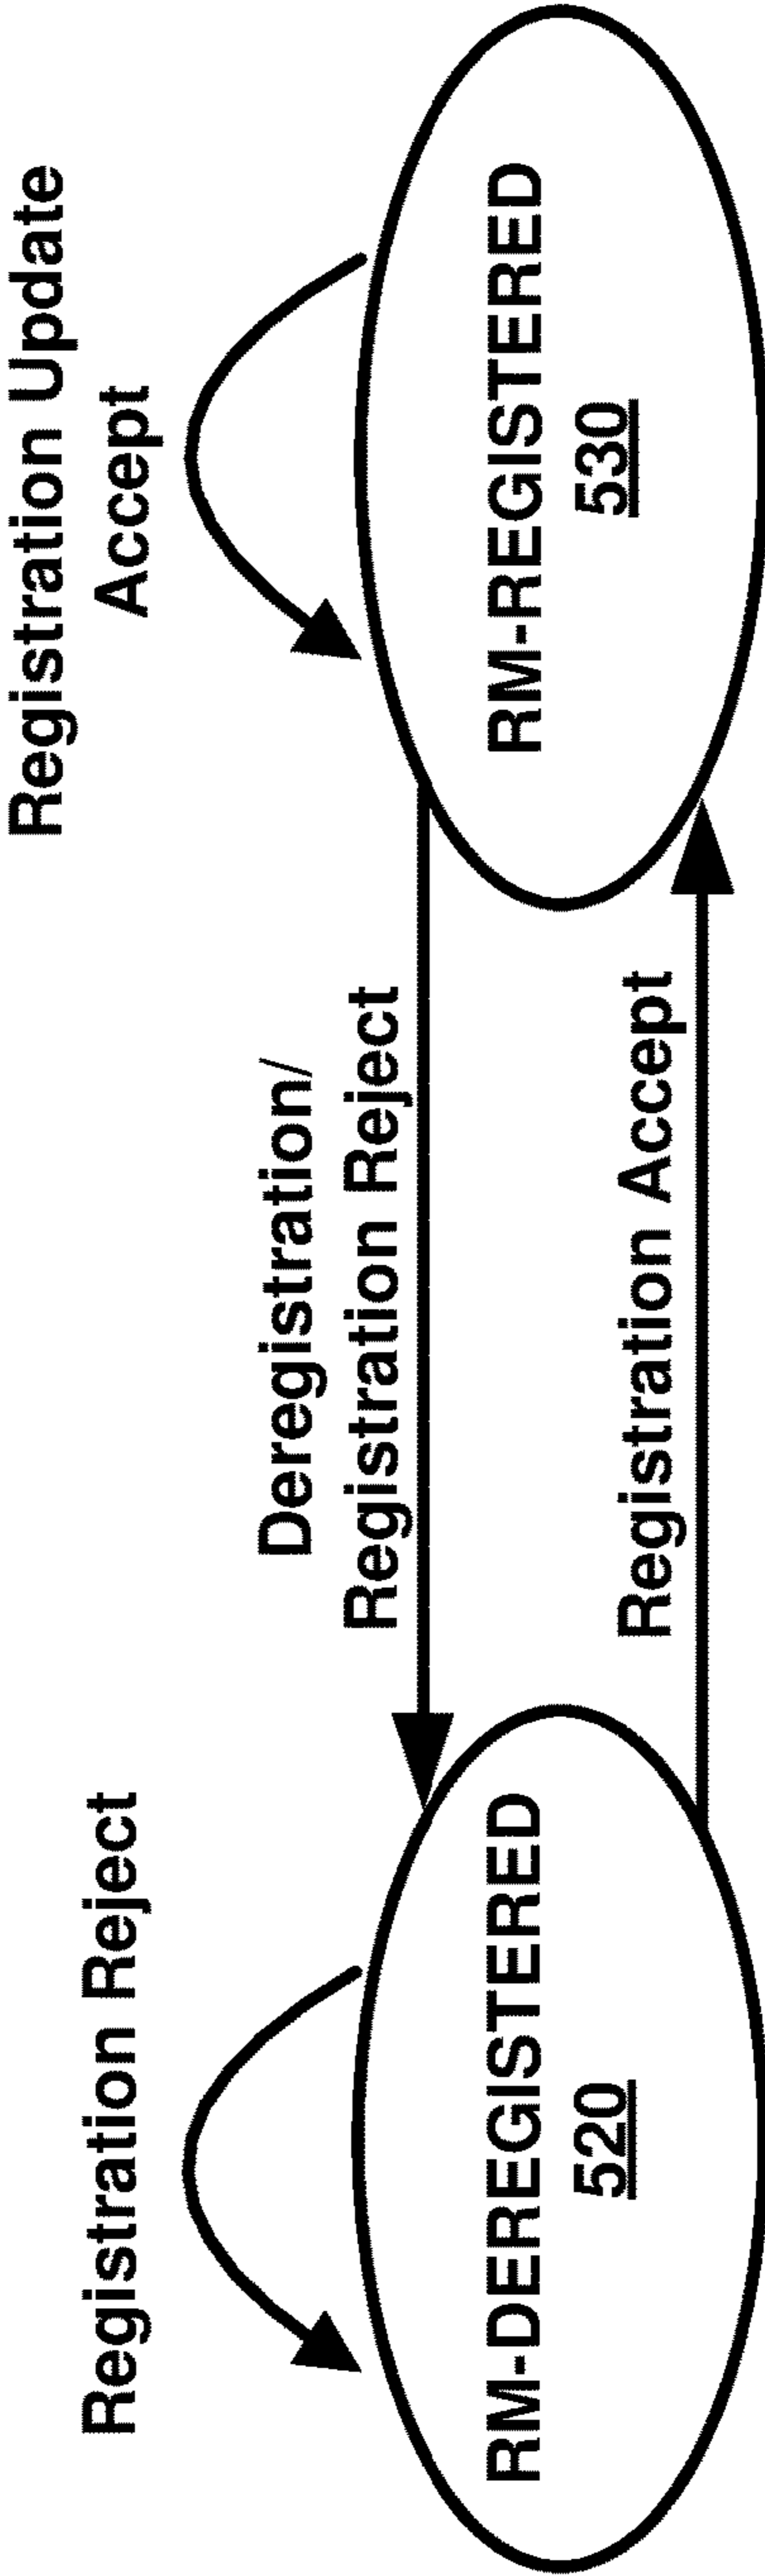 Registration Reject
RM-DEREGISTERED
520
Deregistration/
Registration Reject
Registration Accept
Registration Update
Accept
RM-REGISTERED
530